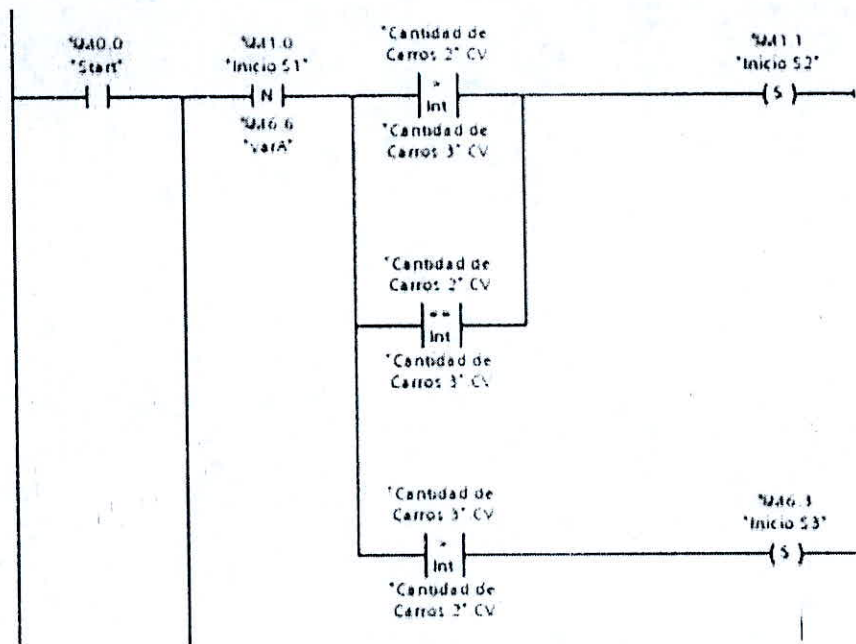 %M0.0
"Start"
%M1.0
"Inicio S1"
N
%M6.6
"varA"
"Cantidad de
Carros 2".CV
>
Int
"Cantidad de
Carros 3".CV
%M1.1
"Inicio S2"
S
"Cantidad de
Carros 2".CV
==
Int
"Cantidad de
Carros 3".CV
"Cantidad de
Carros 3".CV
>
Int
"Cantidad de
Carros 2".CV
%M6.3
"Inicio S3"
S